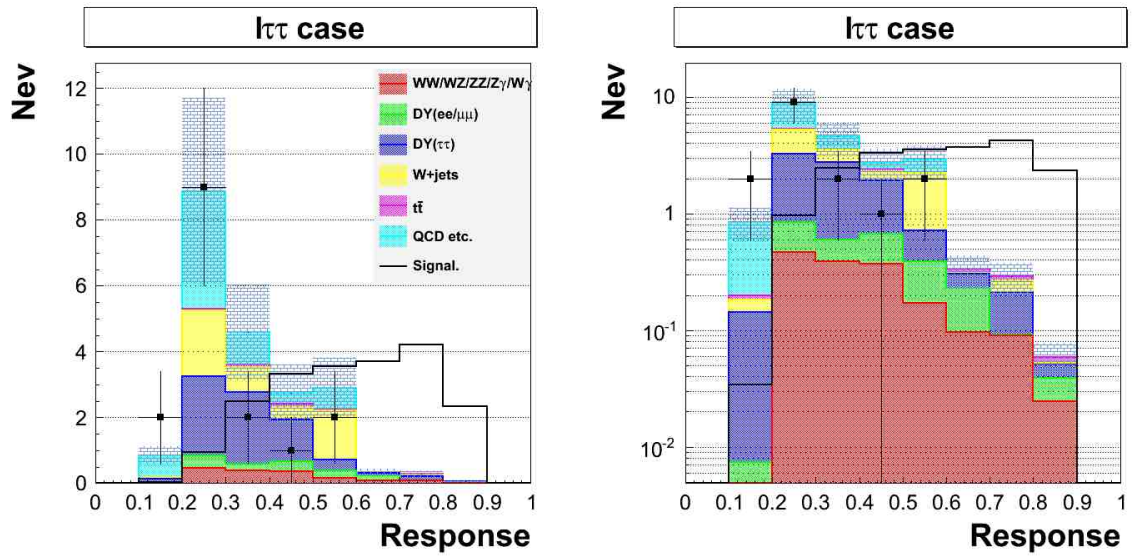 lττ case
Nev
12
10
8
6
4
2
0
0 0.1 0.2 0.3 0.4 0.5 0.6 0.7 0.8 0.9 1
Response
WW/WZ/ZZ/Zγ/Wγ
DY(ee/μμ)
DY(ττ)
W+jets
tt̄
QCD etc.
Signal.
lττ case
Nev
10
1
10⁻¹
10⁻²
0 0.1 0.2 0.3 0.4 0.5 0.6 0.7 0.8 0.9 1
Response